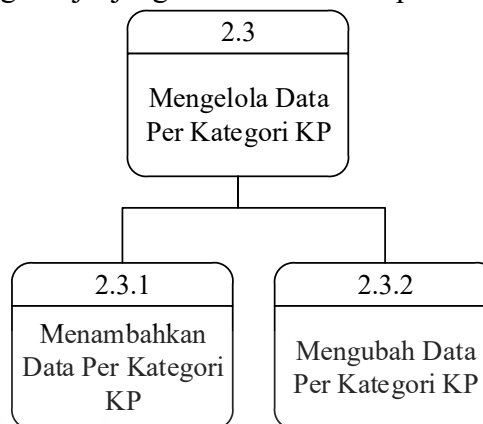 2.3
Mengelola Data
Per Kategori KP
2.3.1
Menambahkan
Data Per Kategori
KP
2.3.2
Mengubah Data
Per Kategori KP